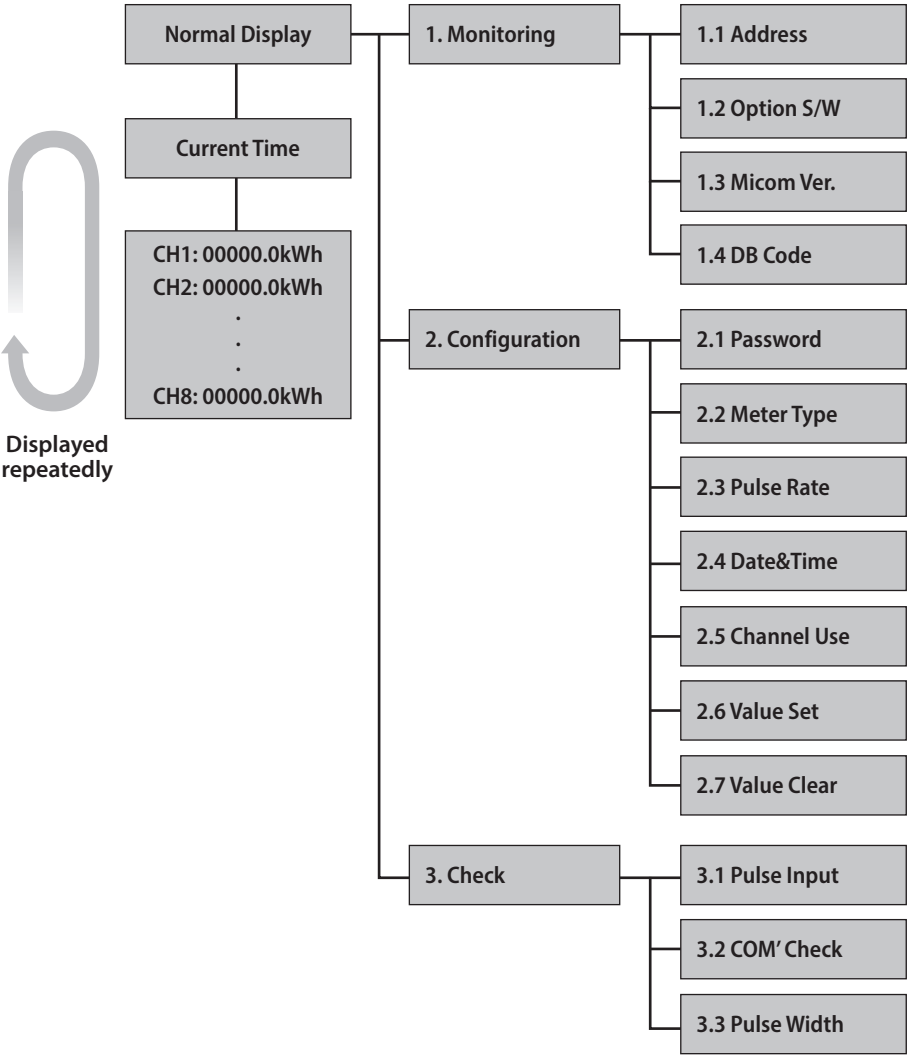 Normal Display
Current Time
CH1: 00000.0kWh
CH2: 00000.0kWh
.
.
.
CH8: 00000.0kWh
Displayed
repeatedly
1. Monitoring
1.1 Address
1.2 Option S/W
1.3 Micom Ver.
1.4 DB Code
2. Configuration
2.1 Password
2.2 Meter Type
2.3 Pulse Rate
2.4 Date&Time
2.5 Channel Use
2.6 Value Set
2.7 Value Clear
3. Check
3.1 Pulse Input
3.2 COM’ Check
3.3 Pulse Width